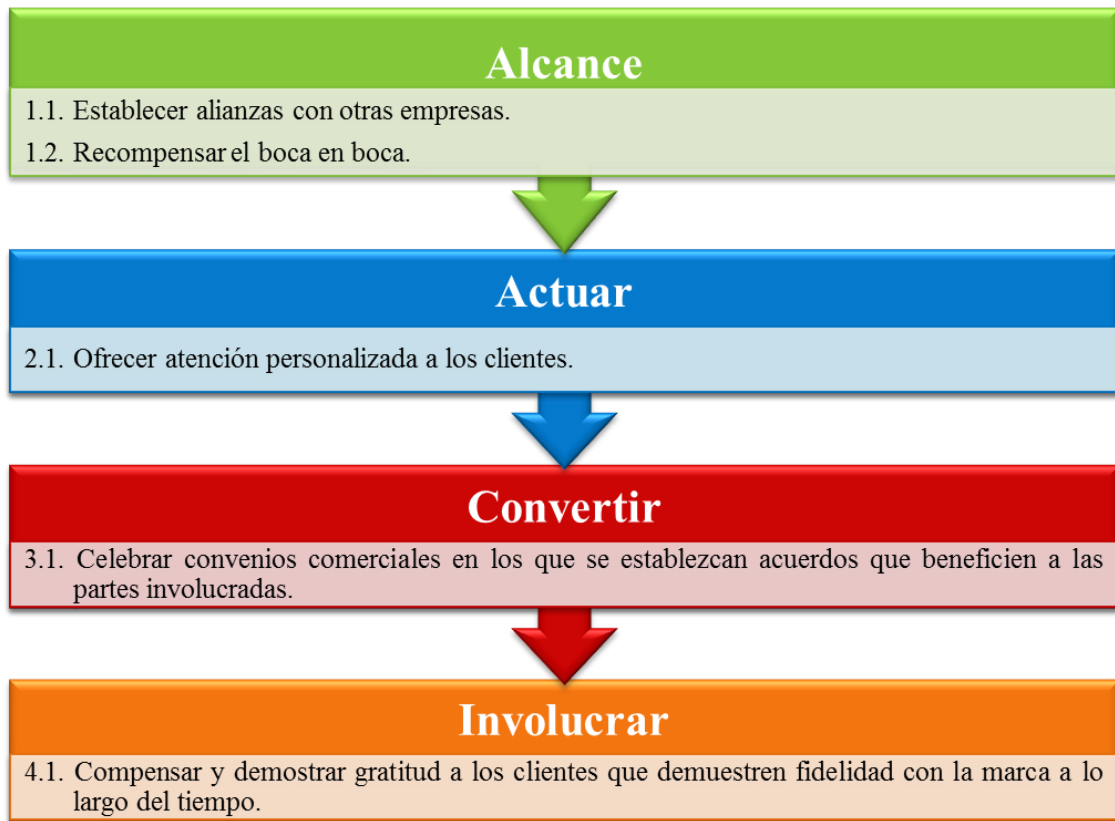 Alcance
1.1. Establecer alianzas con otras empresas.
1.2. Recompensar el boca en boca.
Actuar
2.1. Ofrecer atención personalizada a los clientes.
Convertir
3.1. Celebrar convenios comerciales en los que se establezcan acuerdos que beneficien a las
partes involucradas.
Involucrar
4.1. Compensar y demostrar gratitud a los clientes que demuestren fidelidad con la marca a lo
largo del tiempo.